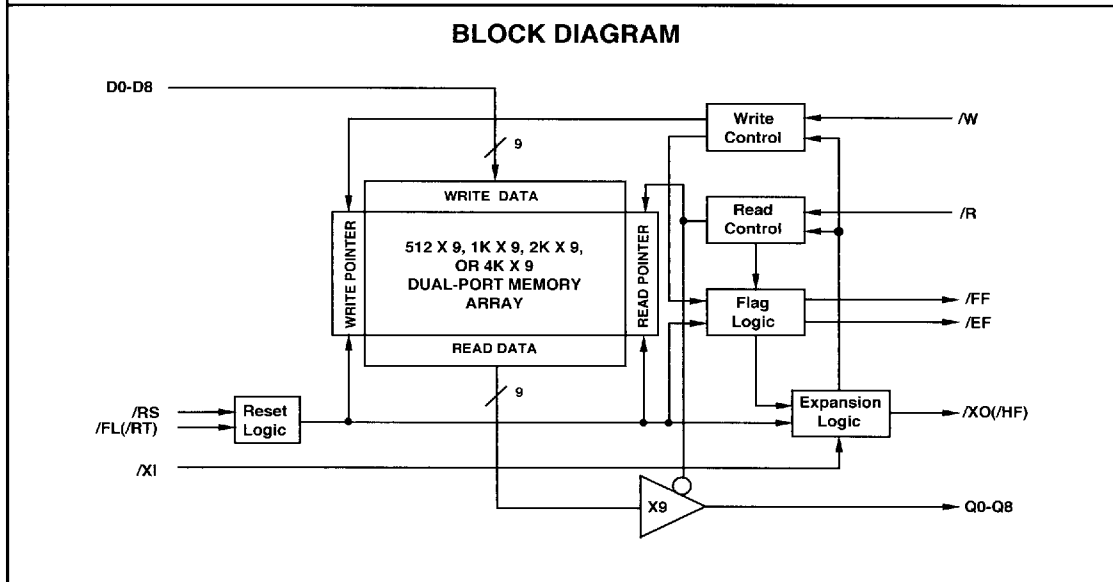 BLOCK DIAGRAM
D0-D8
9
Write
Control
/W
WRITE DATA
WRITE POINTER
512 X 9, 1K X 9, 2K X 9,
OR 4K X 9
DUAL-PORT MEMORY
ARRAY
READ POINTER
READ DATA
Read
Control
/R
Flag
Logic
/FF
/EF
9
/RS
/FL(/RT)
Reset
Logic
Expansion
Logic
/XO(/HF)
/XI
X9
Q0-Q8